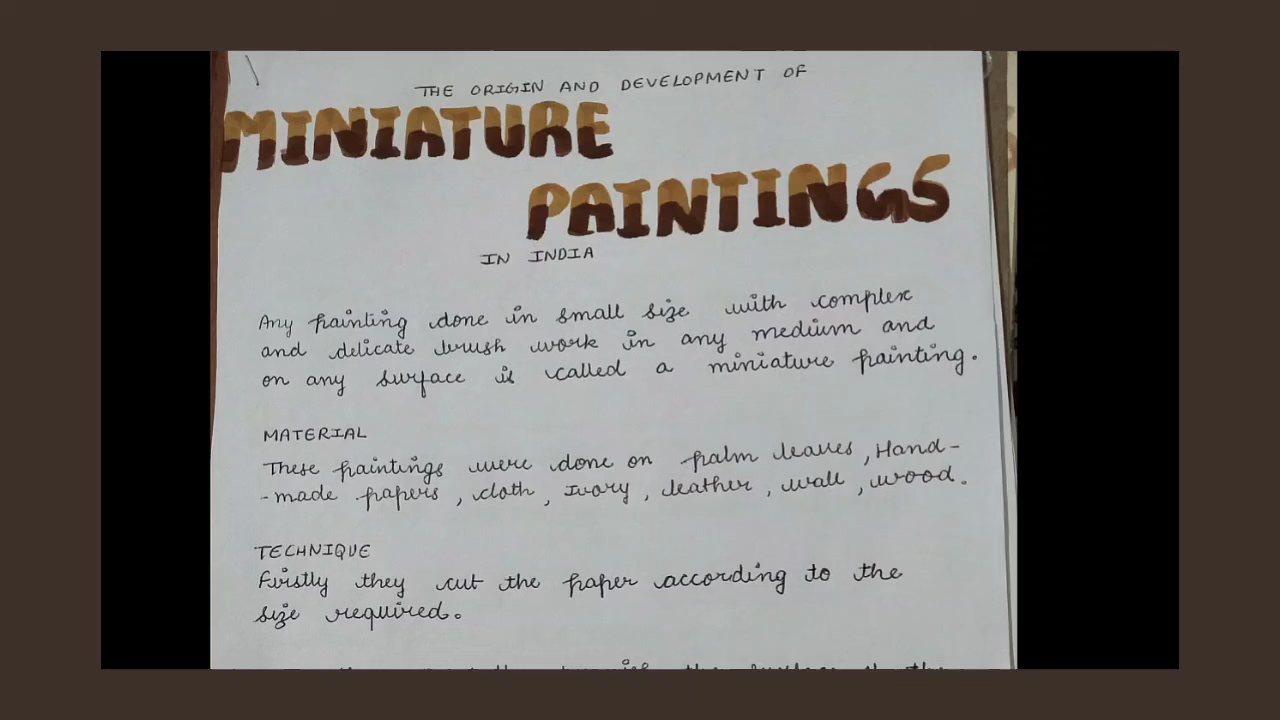 THE ORIGIN AND DEVELOPMENT OF
MINIATURE
PAINTINGS
IN INDIA
Any painting done in small size with complex
and delicate brush work in any medium and
on any surface is called a miniature painting.
MATERIAL
These paintings were done on palm leaves, Hand-
-made papers, cloth, Ivory, leather, wall, wood.
TECHNIQUE
Firstly they cut the paper according to the
size required.